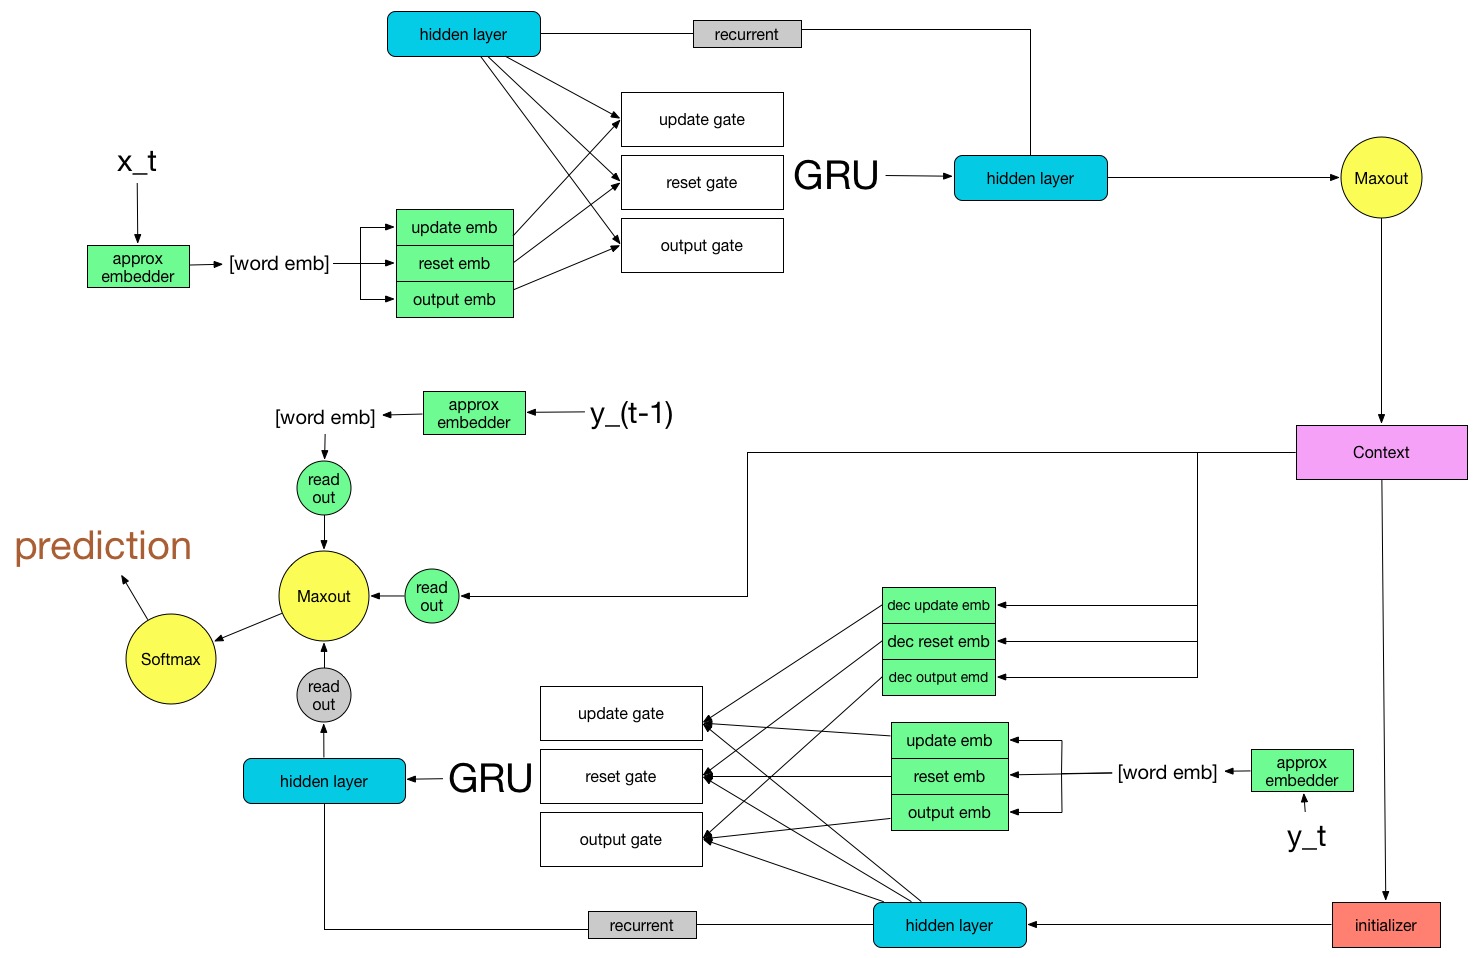 hidden layer
recurrent
update gate
x_t
reset gate
GRU
hidden layer
Maxout
update emb
approx
embedder
[word emb]
reset emb
output gate
output emb
[word emb]
approx
embedder
y_(t-1)
Context
read
out
prediction
Maxout
read
out
dec update emb
dec reset emb
dec output emd
Softmax
read
out
update gate
update emb
hidden layer
GRU
reset gate
reset emb
[word emb]
approx
embedder
output gate
output emb
y_t
recurrent
hidden layer
initializer